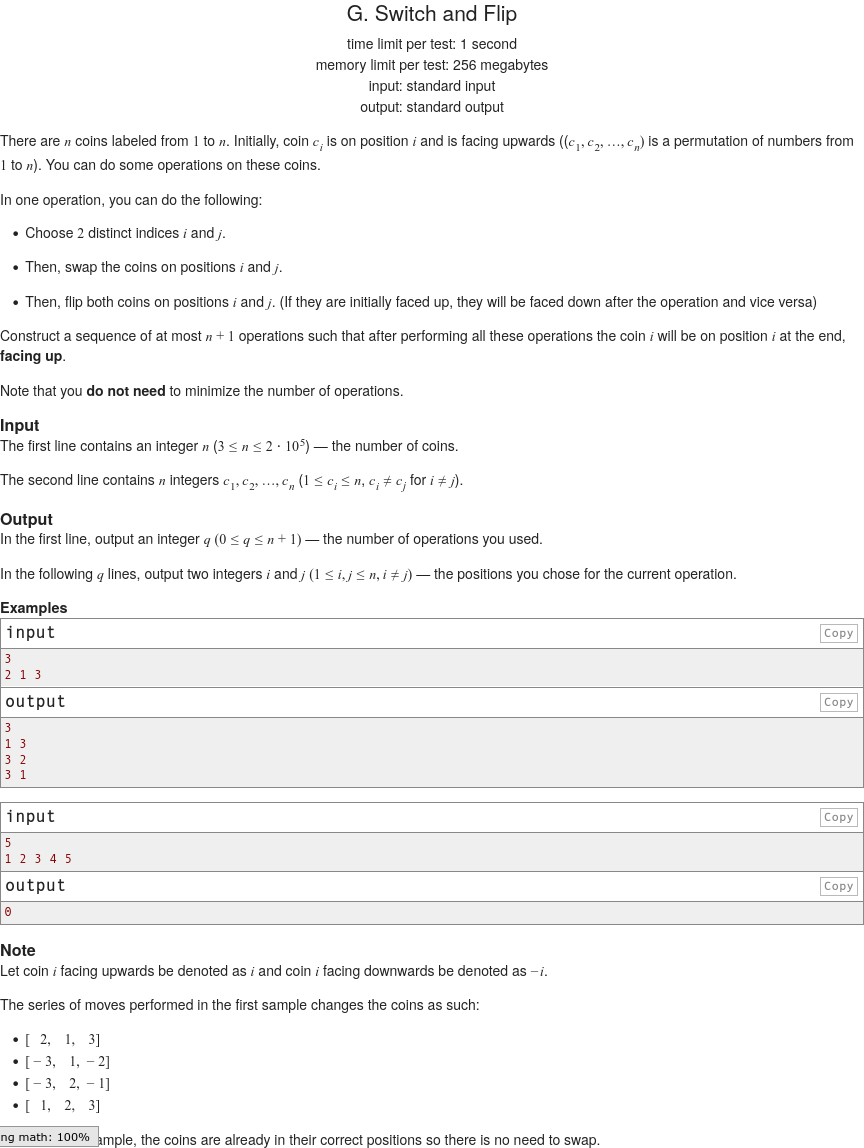 G. Switch and Flip
time limit per test: 1 second
memory limit per test: 256 megabytes
input: standard input
output: standard output
There are n coins labeled from 1 to n. Initially, coin c_i is on position i and is facing upwards ((c_1, c_2, …, c_n) is a permutation of numbers from
1 to n). You can do some operations on these coins.
In one operation, you can do the following:
• Choose 2 distinct indices i and j.
• Then, swap the coins on positions i and j.
• Then, flip both coins on positions i and j. (If they are initially faced up, they will be faced down after the operation and vice versa)
Construct a sequence of at most n + 1 operations such that after performing all these operations the coin i will be on position i at the end,
facing up.
Note that you do not need to minimize the number of operations.
Input
The first line contains an integer n (3 ≤ n ≤ 2 · 10^5) — the number of coins.
The second line contains n integers c_1, c_2, …, c_n (1 ≤ c_i ≤ n, c_i ≠ c_j for i ≠ j).
Output
In the first line, output an integer q (0 ≤ q ≤ n + 1) — the number of operations you used.
In the following q lines, output two integers i and j (1 ≤ i, j ≤ n, i ≠ j) — the positions you chose for the current operation.
Examples
input
Copy
3
2 1 3
output
Copy
3
1 3
3 2
3 1
input
Copy
5
1 2 3 4 5
output
Copy
0
Note
Let coin i facing upwards be denoted as i and coin i facing downwards be denoted as −i.
The series of moves performed in the first sample changes the coins as such:
• [ 2, 1, 3]
• [−3, 1, −2]
• [−3, 2, −1]
• [ 1, 2, 3]
ng math: 100%
ample, the coins are already in their correct positions so there is no need to swap.